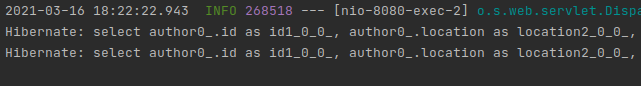 2021-03-16 18:22:22.943  INFO 268518 --- [nio-8080-exec-2] o.s.web.servlet.Dispa
Hibernate: select author0_.id as id1_0_0_, author0_.location as location2_0_0_,
Hibernate: select author0_.id as id1_0_0_, author0_.location as location2_0_0_,